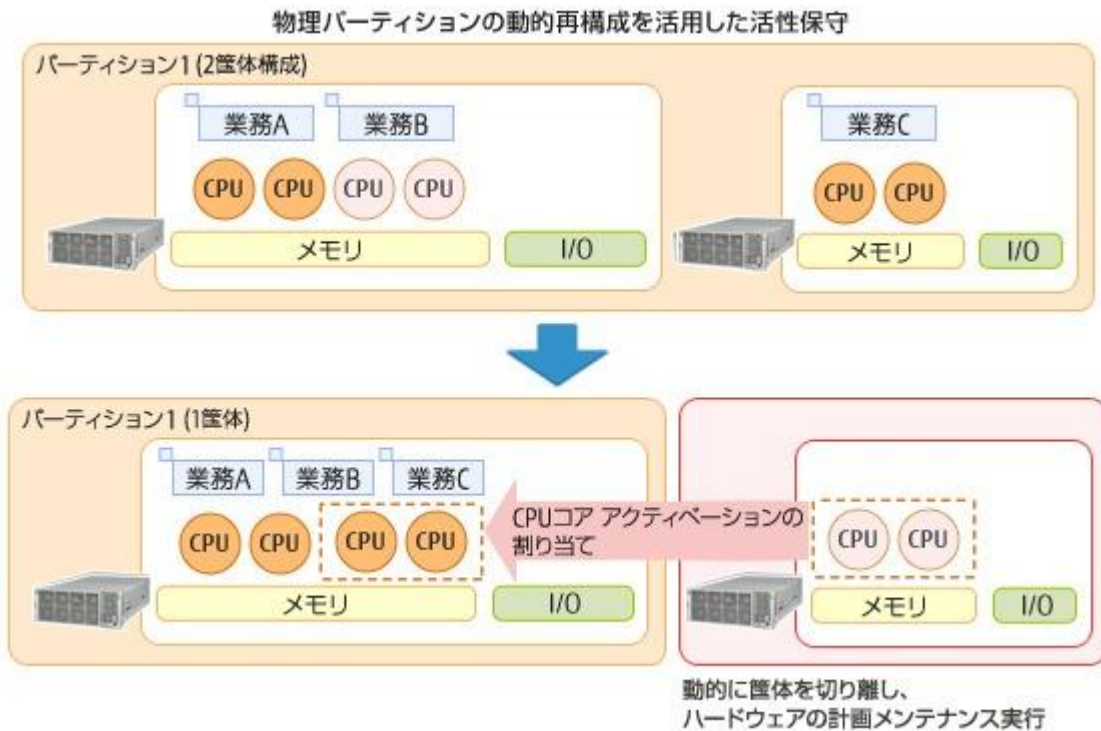 物理パーティションの動的再構成を活用した活性保守
パーティション1 (2筐体構成)
業務A
業務B
CPU
CPU
CPU
CPU
メモリ
I/O
業務C
CPU
CPU
メモリ
I/O
パーティション1 (1筐体)
業務A
業務B
業務C
CPU
CPU
CPU
CPU
メモリ
I/O
CPUコア アクティベーションの
割り当て
CPU
CPU
メモリ
I/O
動的に筐体を切り離し、
ハードウェアの計画メンテナンス実行